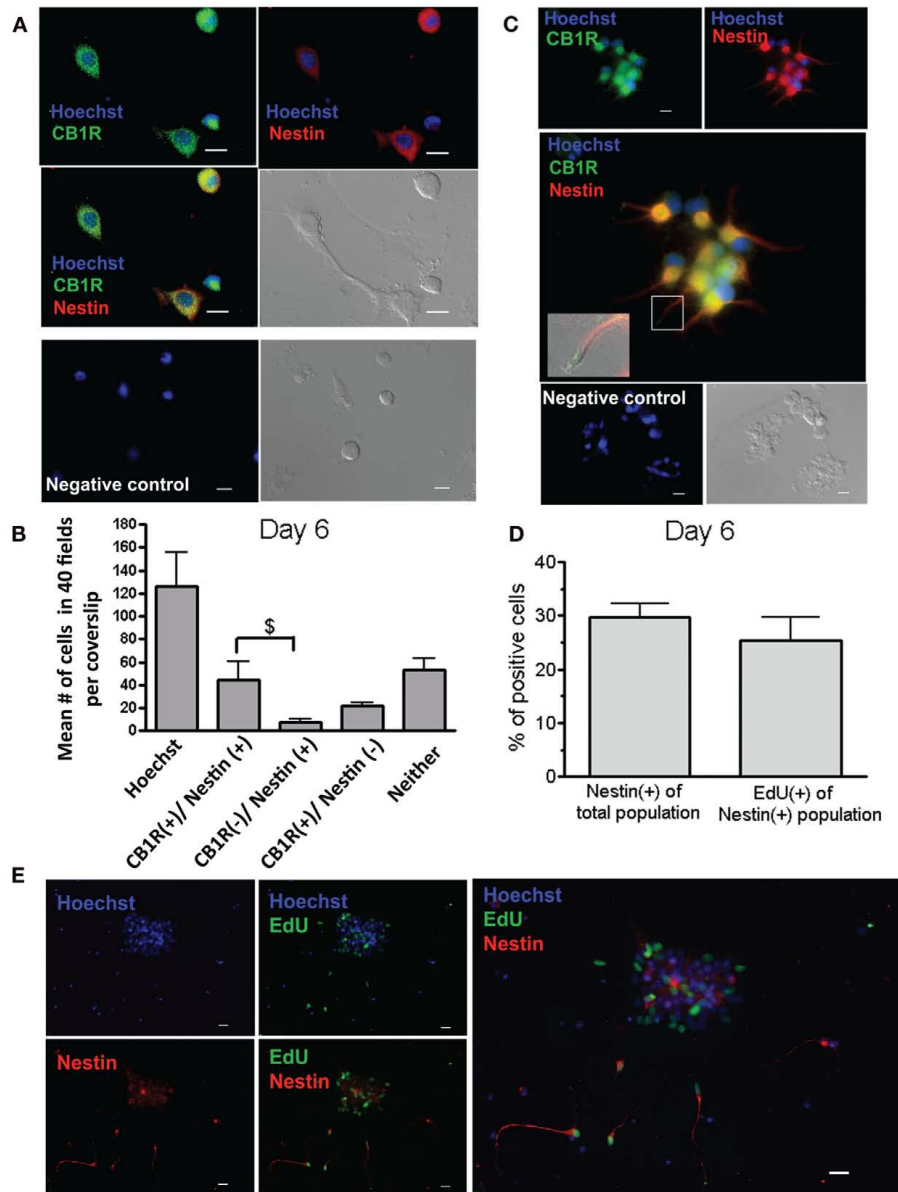 A
Hoechst
CB1R
Hoechst
Nestin
Hoechst
CB1R
Nestin
Negative control
C
Hoechst
CB1R
Hoechst
Nestin
Hoechst
CB1R
Nestin
Negative control
B
Day 6
Mean # of cells in 40 fields
per coverslip
180
160
140
120
100
80
60
40
20
0
$
Hoechst
CB1R(+)/ Nestin (+)
CB1R(-)/ Nestin (+)
CB1R(+)/ Nestin (-)
Neither
D
Day 6
% of positive cells
40
30
20
10
0
Nestin(+) of
total population
EdU(+) of
Nestin(+) population
E
Hoechst
Hoechst
EdU
Nestin
EdU
Nestin
Hoechst
EdU
Nestin